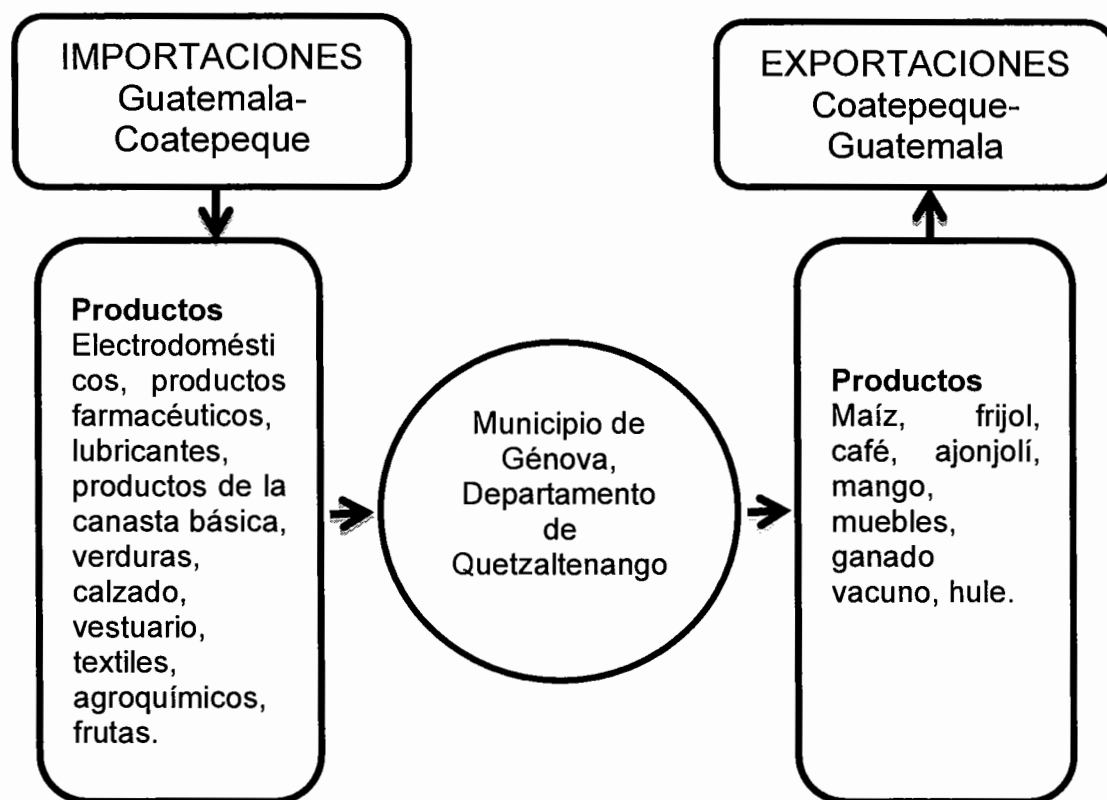 IMPORTACIONES
Guatemala-
Coatepeque
EXPORTACIONES
Coatepeque-
Guatemala
Productos
Electrodomésti
cos, productos
farmacéuticos,
lubricantes,
productos de la
canasta básica,
verduras,
calzado,
vestuario,
textiles,
agroquímicos,
frutas.
Municipio de
Génova,
Departamento
de
Quetzaltenango
Productos
Maíz, frijol,
café, ajonjolí,
mango,
muebles,
ganado
vacuno, hule.